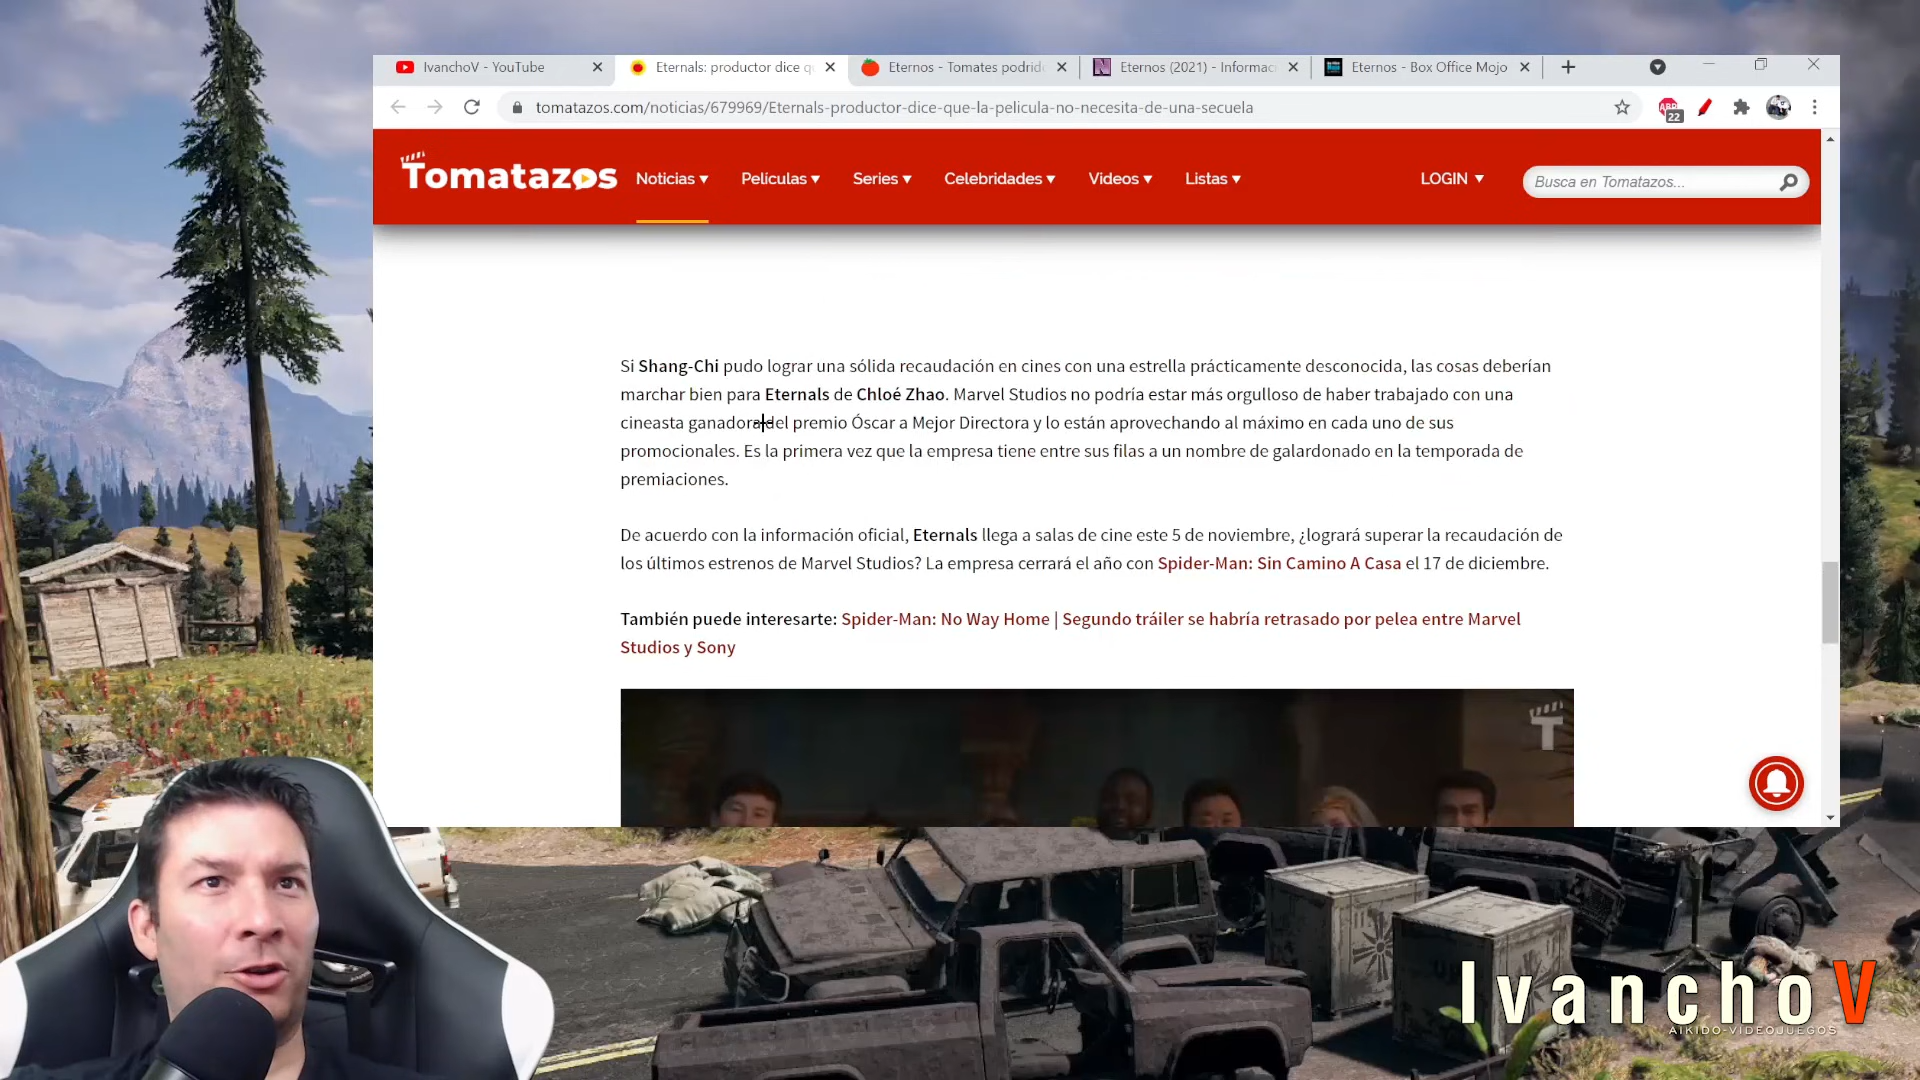 IvanchoV - YouTube
Eternals: productor dice q
Eternos - Tomates podrid
Eternos (2021) - Informac
Eternos - Box Office Mojo
tomatazos.com/noticias/679969/Eternals-productor-dice-que-la-pelicula-no-necesita-de-una-secuela
ABP
22
Tomatazos
Noticias
Películas
Series
Celebridades
Videos
Listas
LOGIN
Busca en Tomatazos...
Si Shang-Chi pudo lograr una sólida recaudación en cines con una estrella prácticamente desconocida, las cosas deberían
marchar bien para Eternals de Chloé Zhao. Marvel Studios no podría estar más orgulloso de haber trabajado con una
cineasta ganadora del premio Óscar a Mejor Directora y lo están aprovechando al máximo en cada uno de sus
promocionales. Es la primera vez que la empresa tiene entre sus filas a un nombre de galardonado en la temporada de
premiaciones.
De acuerdo con la información oficial, Eternals llega a salas de cine este 5 de noviembre, ¿logrará superar la recaudación de
los últimos estrenos de Marvel Studios? La empresa cerrará el año con Spider-Man: Sin Camino A Casa el 17 de diciembre.
También puede interesarte: Spider-Man: No Way Home | Segundo tráiler se habría retrasado por pelea entre Marvel
Studios y Sony
T
IvanchoV
AIKIDO-VIDEOJUEGOS